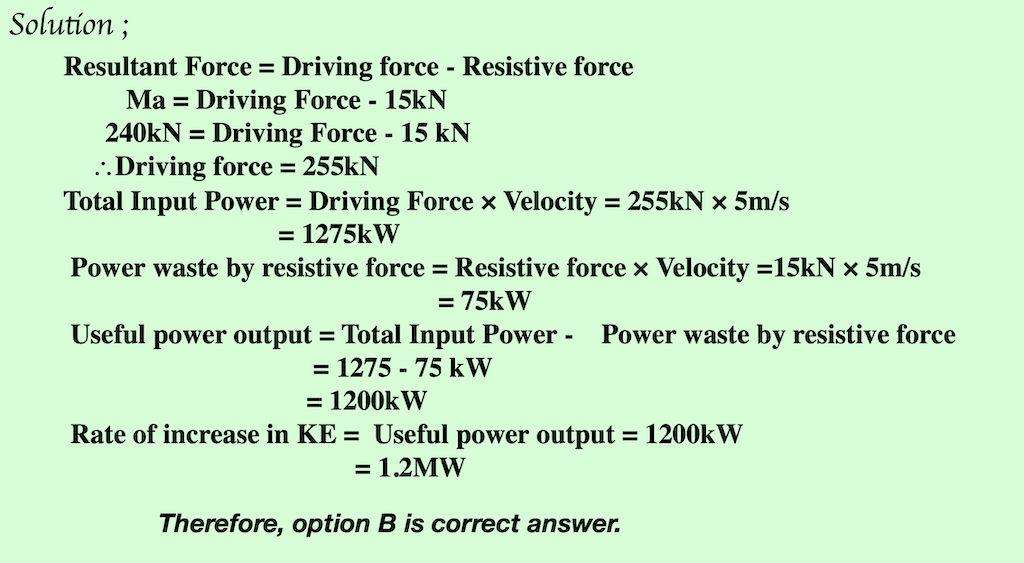 Solution ;
Resultant Force = Driving force - Resistive force
Ma = Driving Force - 15kN
240kN = Driving Force - 15 kN
∴Driving force = 255kN
Total Input Power = Driving Force × Velocity = 255kN × 5m/s
= 1275kW
Power waste by resistive force = Resistive force × Velocity =15kN × 5m/s
= 75kW
Useful power output = Total Input Power - Power waste by resistive force
= 1275 - 75 kW
= 1200kW
Rate of increase in KE = Useful power output = 1200kW
= 1.2MW
Therefore, option B is correct answer.